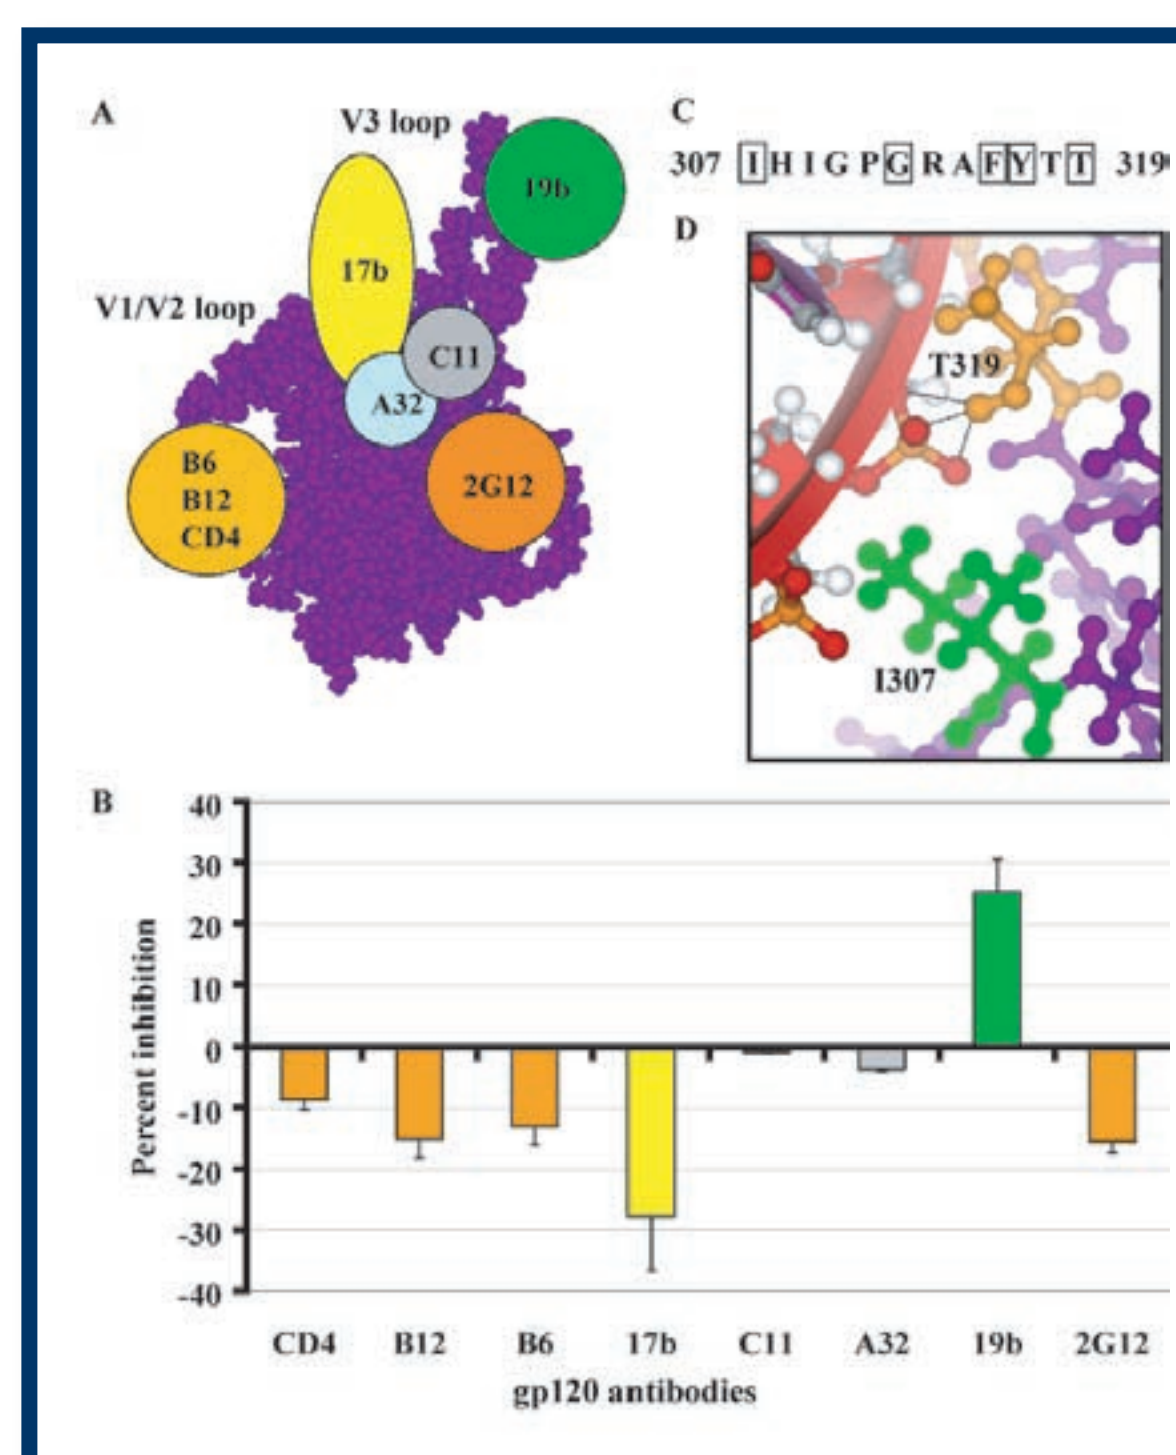 A
V3 loop
19b
17b
V1/V2 loop
C11
A32
B6
B12
CD4
2G12
C
307 I H I G P G R A F Y T T 319
D
T319
I307
B
40
30
20
10
0
-10
-20
-30
-40
Percent inhibition
CD4 B12 B6 17b C11 A32 19b 2G12
gp120 antibodies